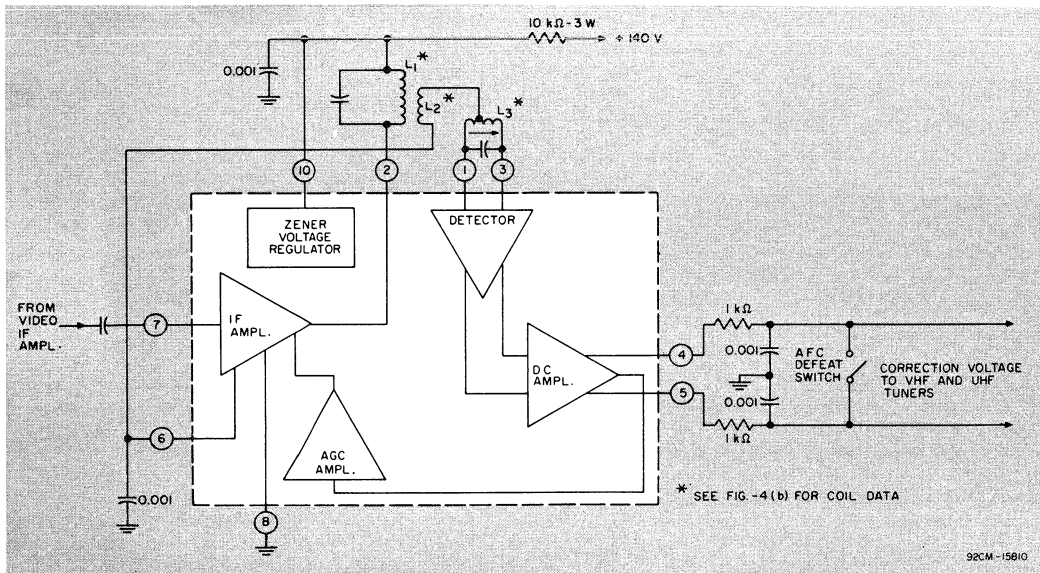 10 kΩ-3 W
+ 140 V
0.001
L1*
L2*
L3*
10
2
1
3
ZENER
VOLTAGE
REGULATOR
DETECTOR
FROM
VIDEO
IF
AMPL.
7
IF
AMPL.
DC
AMPL.
4
5
1 kΩ
0.001
0.001
1 kΩ
AFC
DEFEAT
SWITCH
CORRECTION VOLTAGE
TO VHF AND UHF
TUNERS
6
AGC
AMPL.
0.001
8
* SEE FIG.-4(b) FOR COIL DATA
92CM-15810